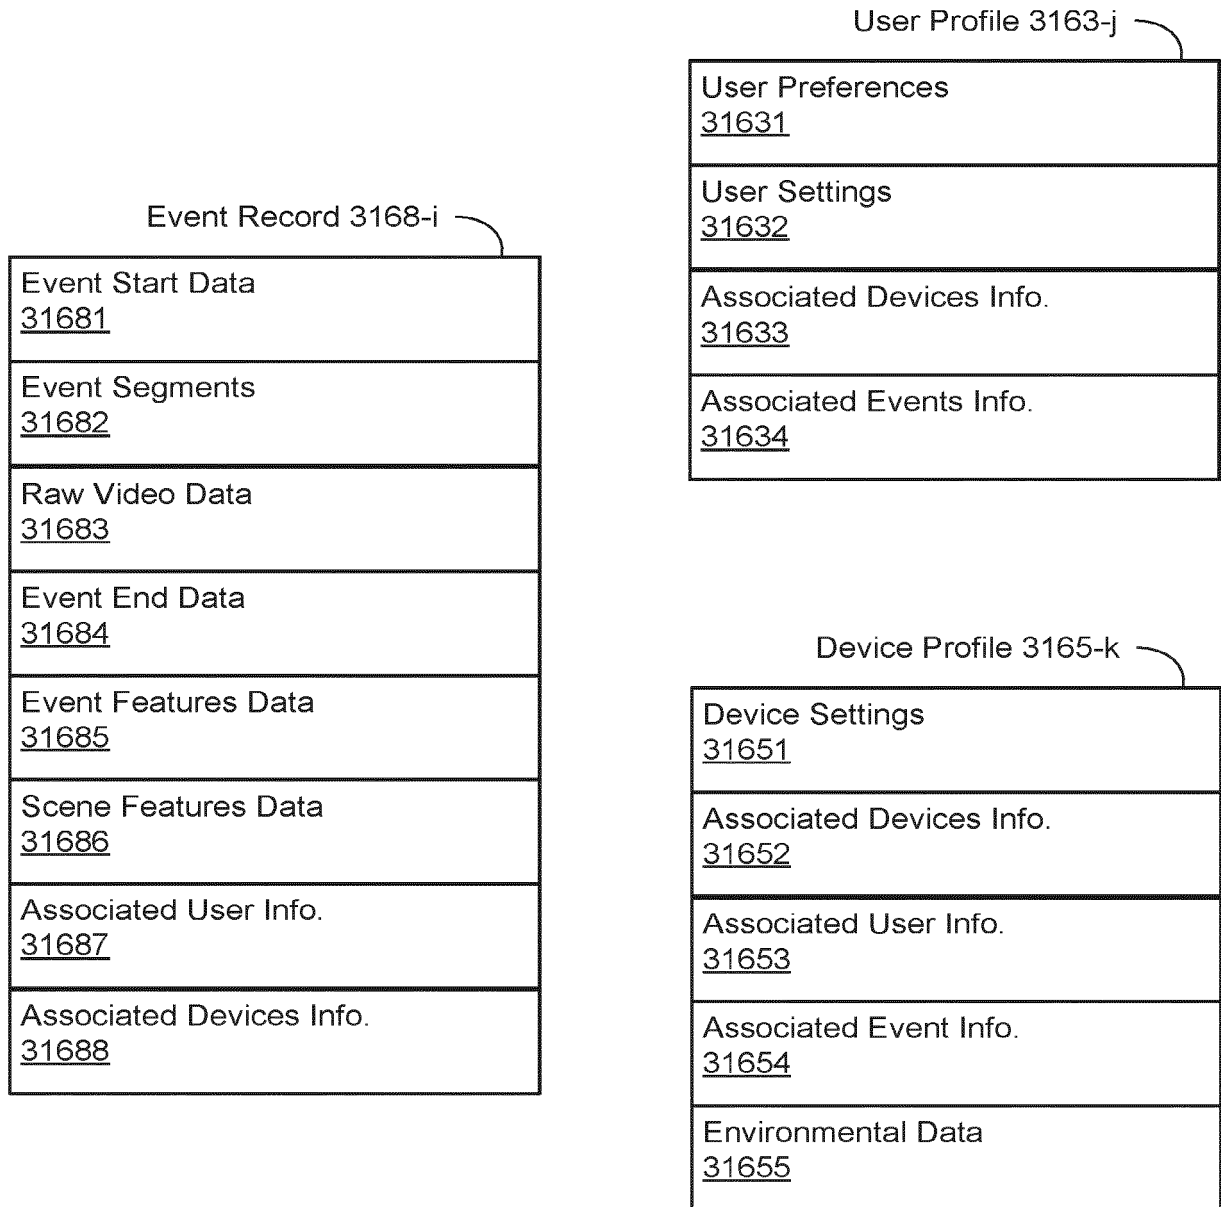 Event Record 3168-i
Event Start Data
31681
Event Segments
31682
Raw Video Data
31683
Event End Data
31684
Event Features Data
31685
Scene Features Data
31686
Associated User Info.
31687
Associated Devices Info.
31688
User Profile 3163-j
User Preferences
31631
User Settings
31632
Associated Devices Info.
31633
Associated Events Info.
31634
Device Profile 3165-k
Device Settings
31651
Associated Devices Info.
31652
Associated User Info.
31653
Associated Event Info.
31654
Environmental Data
31655